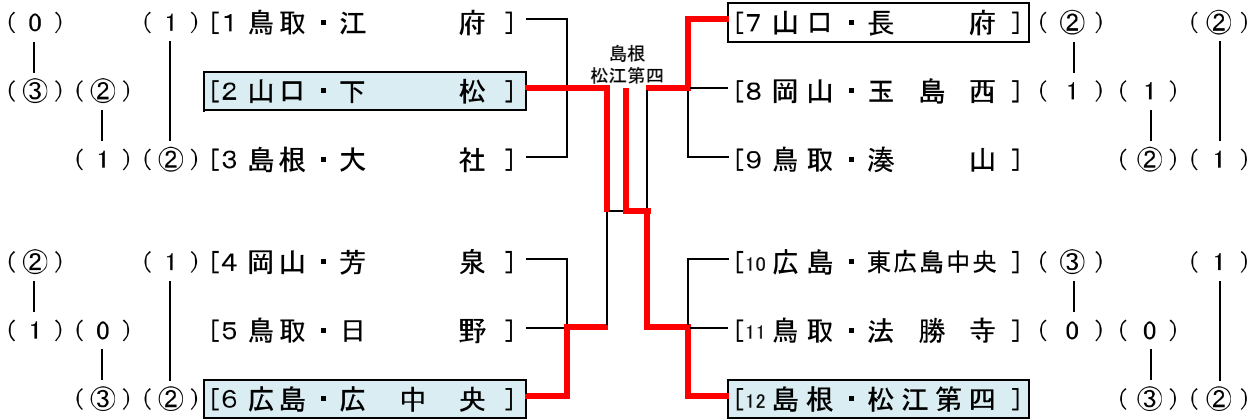 (0) (1) [1 鳥取・江 府] [7 山口・長 府] (②) (②)
島根
松江第四
(③) (②) [2 山口・下 松] [8 岡山・玉 島 西] (1) (1)
(1) (②) [3 島根・大 社] [9 鳥取・湊 山] (②) (1)
(②) (1) [4 岡山・芳 泉] [10 広島・東広島中央] (③) (1)
(1) (0) [5 鳥取・日 野] [11 鳥取・法 勝 寺] (0) (0)
(③) (②) [6 広島・広 中 央] [12 島根・松江第四] (③) (②)